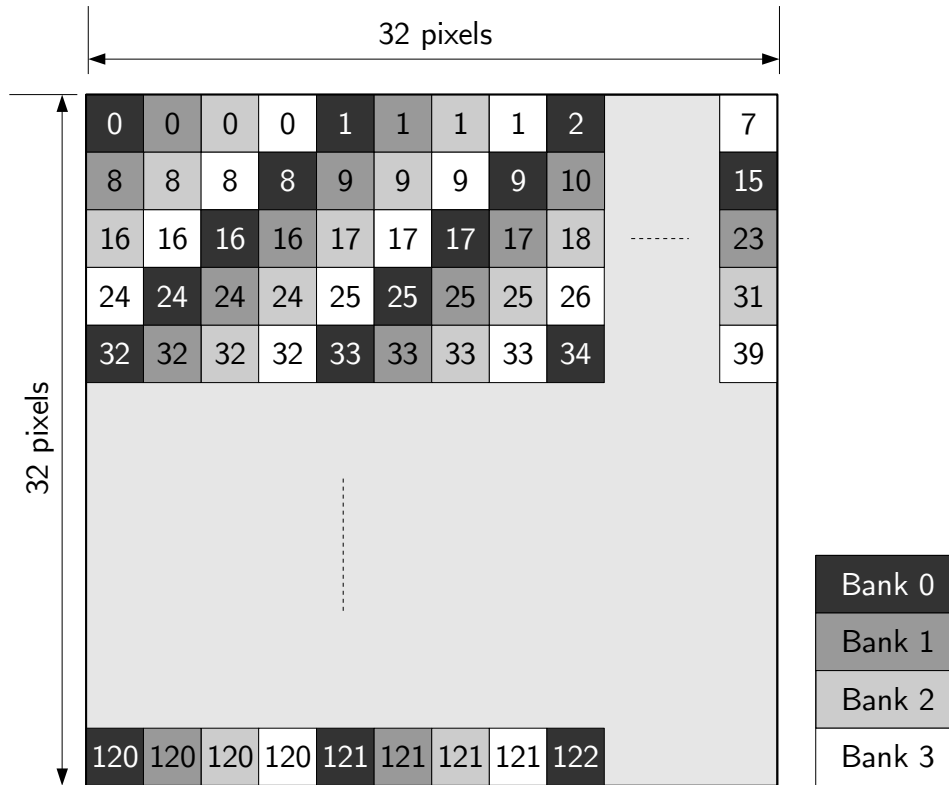 32 pixels
0 0 0 0 1 1 1 1 2 7
8 8 8 8 9 9 9 9 10 15
16 16 16 16 17 17 17 17 18 23
24 24 24 24 25 25 25 25 26 31
32 32 32 32 33 33 33 33 34 39
32 pixels
120 120 120 120 121 121 121 121 122
Bank 0
Bank 1
Bank 2
Bank 3